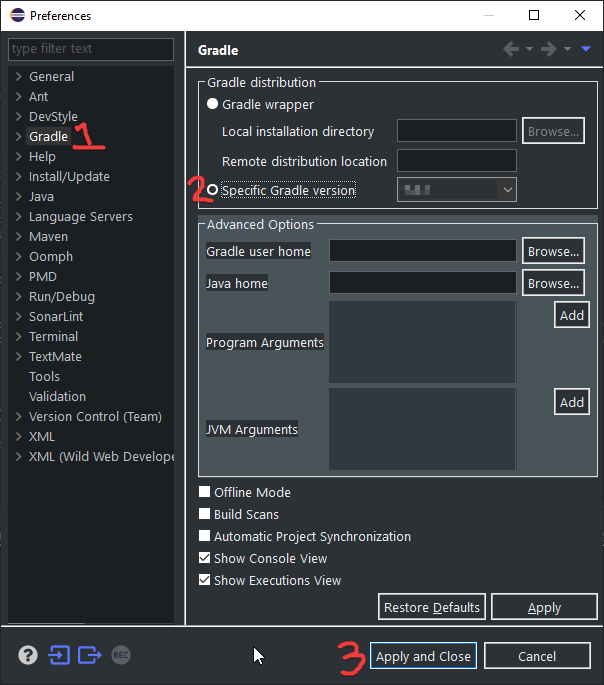 Preferences
type filter text
Gradle
General
Ant
DevStyle
Gradle 1
Help
Install/Update
Java
Language Servers
Maven
Oomph
PMD
Run/Debug
SonarLint
Terminal
TextMate
Tools
Validation
Version Control (Team)
XML
XML (Wild Web Develope
Gradle distribution
Gradle wrapper
Local installation directory Browse...
Remote distribution location
2 Specific Gradle version
Advanced Options
Gradle user home Browse...
Java home Browse...
Program Arguments Add
JVM Arguments Add
Offline Mode
Build Scans
Automatic Project Synchronization
Show Console View
Show Executions View
Restore Defaults Apply
? REC 3 Apply and Close Cancel